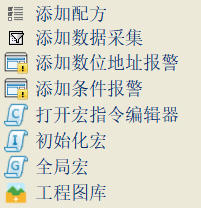 添加配方
添加数据采集
添加数位地址报警
添加条件报警
打开宏指令编辑器
初始化宏
全局宏
工程图库